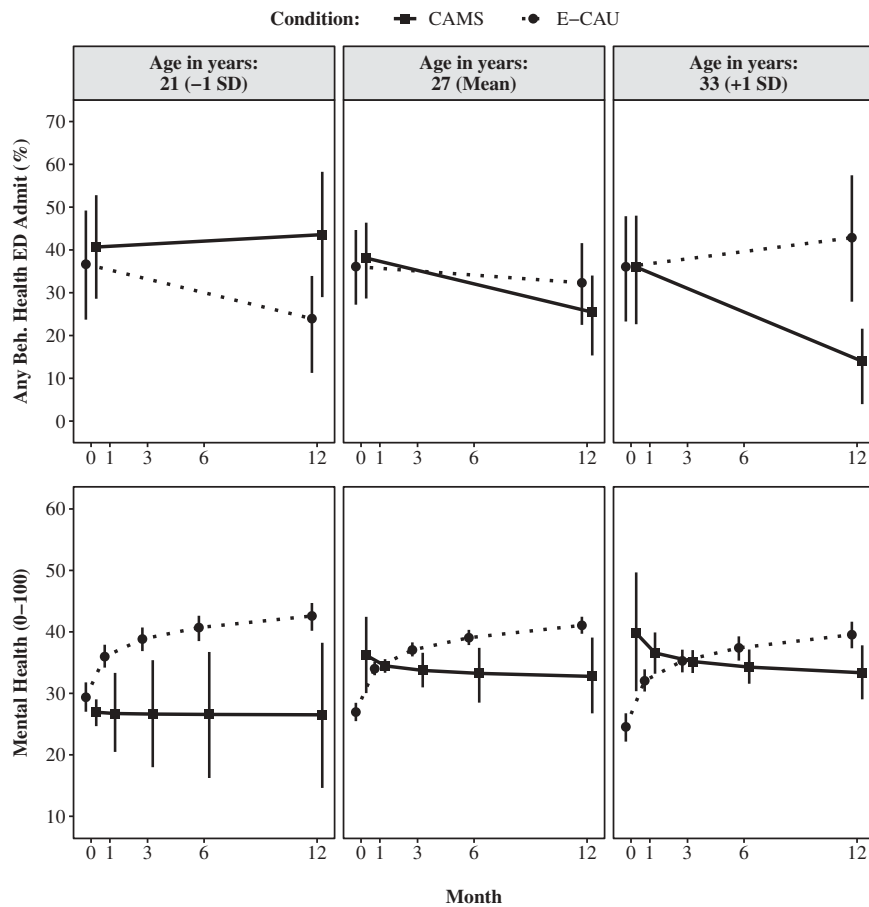 Condition: CAMS E−CAU
Age in years:
21 (−1 SD)
Age in years:
27 (Mean)
Age in years:
33 (+1 SD)
Any Beh. Health ED Admit (%)
70
60
50
40
30
20
10
0
0 1 3 6 12
0 1 3 6 12
0 1 3 6 12
Mental Health (0−100)
60
50
40
30
20
10
0 1 3 6 12
0 1 3 6 12
0 1 3 6 12
Month